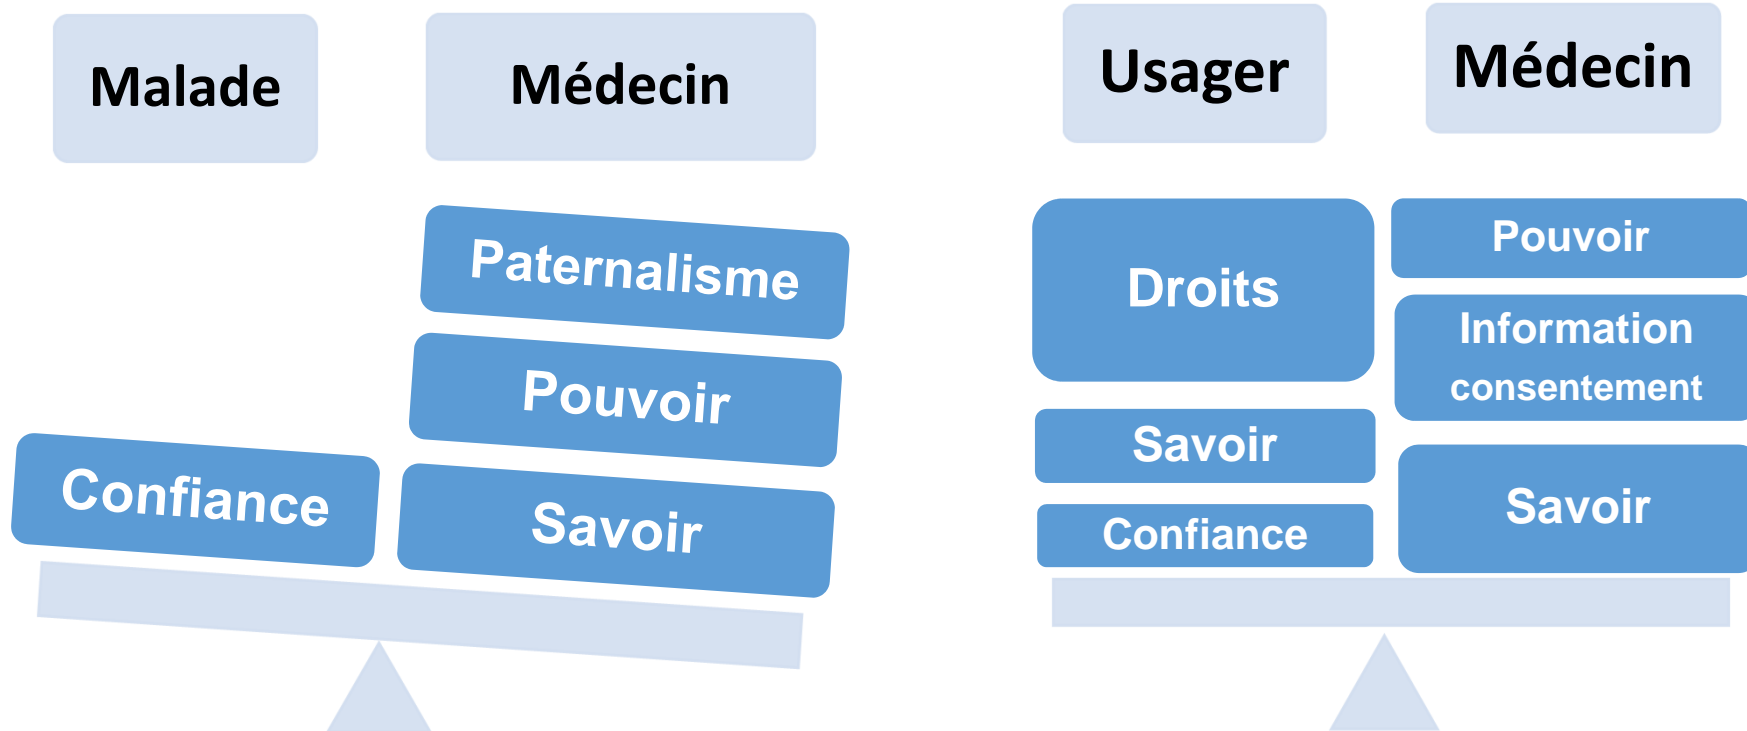 Malade
Médecin
Paternalisme
Pouvoir
Confiance
Savoir
Usager
Médecin
Droits
Savoir
Confiance
Pouvoir
Information
consentement
Savoir